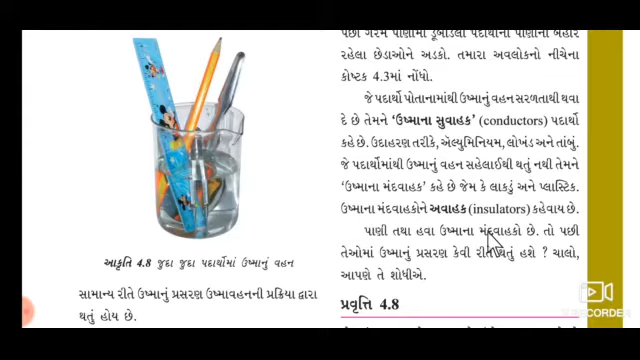 આકૃતિ 4.8 જુદા જુદા પદાર્થોમાં ઉષ્માનું વહન
સામાન્ય રીતે ઉષ્માનું પ્રસરણ ઉષ્માવહનની પ્રક્રિયા દ્વારા
થતું હોય છે.
પછી ગરમ પાણીમાં ડૂબાડેલા પદાર્થોના પાણીની બહાર
રહેલા છેડાઓને અડકો. તમારા અવલોકનો નીચેના
કોષ્ટક 4.3માં નોંધો.
જે પદાર્થો પોતાનામાંથી ઉષ્માનું વહન સરળતાથી થવા
દે છે તેમને ‘ઉષ્માના સુવાહક’ (conductors) પદાર્થો
કહે છે. ઉદાહરણ તરીકે, ઍલ્યુમિનિયમ, લોખંડ અને તાંબું.
જે પદાર્થોમાંથી ઉષ્માનું વહન સહેલાઈથી થતું નથી તેમને
‘ઉષ્માના મંદવાહક’ કહે છે જેમ કે લાકડું અને પ્લાસ્ટિક.
ઉષ્માના મંદવાહકોને અવાહક (insulators) કહેવાય છે.
પાણી તથા હવા ઉષ્માના મંદવાહકો છે. તો પછી
તેઓમાં ઉષ્માનું પ્રસરણ કેવી રીતે થતું હશે ? ચાલો,
આપણે તે શોધીએ.
પ્રવૃત્તિ 4.8